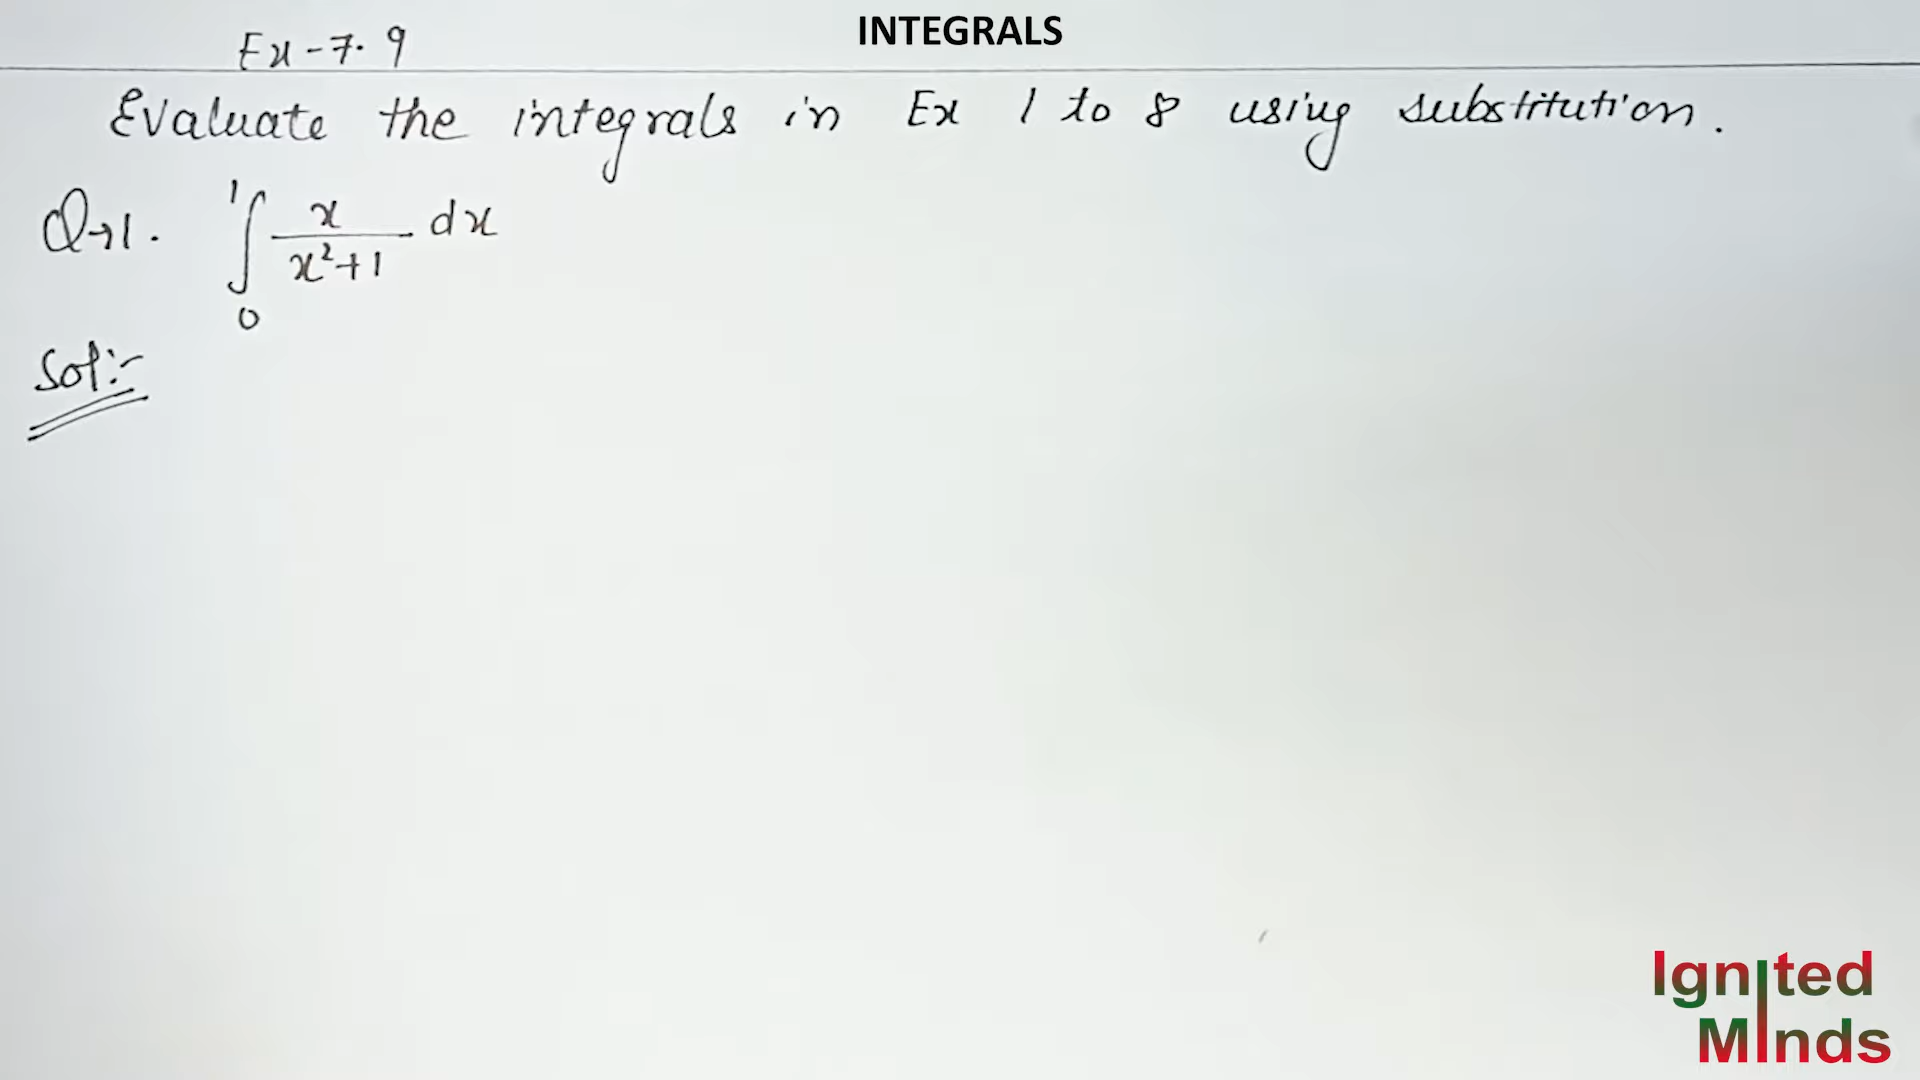 INTEGRALS
Ex - 7.9
Evaluate the integrals in Ex 1 to 8 using substitution.
Q→1. ∫₀¹ x/(x²+1) dx
Sol:-
Ignited
Minds